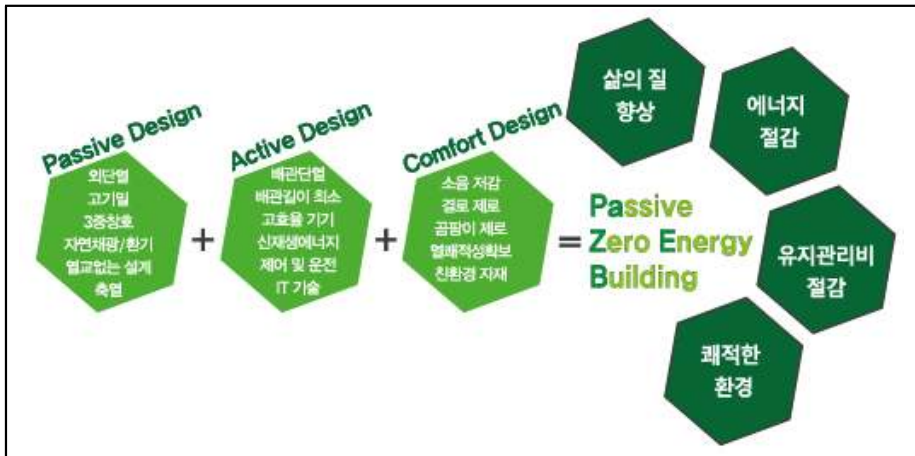 Passive Design
외단열
고기밀
3중창호
자연채광/환기
열교없는 설계
축열
+
Active Design
배관단열
배관길이 최소
고효율 기기
신재생에너지
제어 및 운전
IT 기술
+
Comfort Design
소음 저감
결로 제로
곰팡이 제로
열쾌적성확보
친환경 자재
=
Passive
Zero Energy
Building
삶의 질
향상
에너지
절감
유지관리비
절감
쾌적한
환경